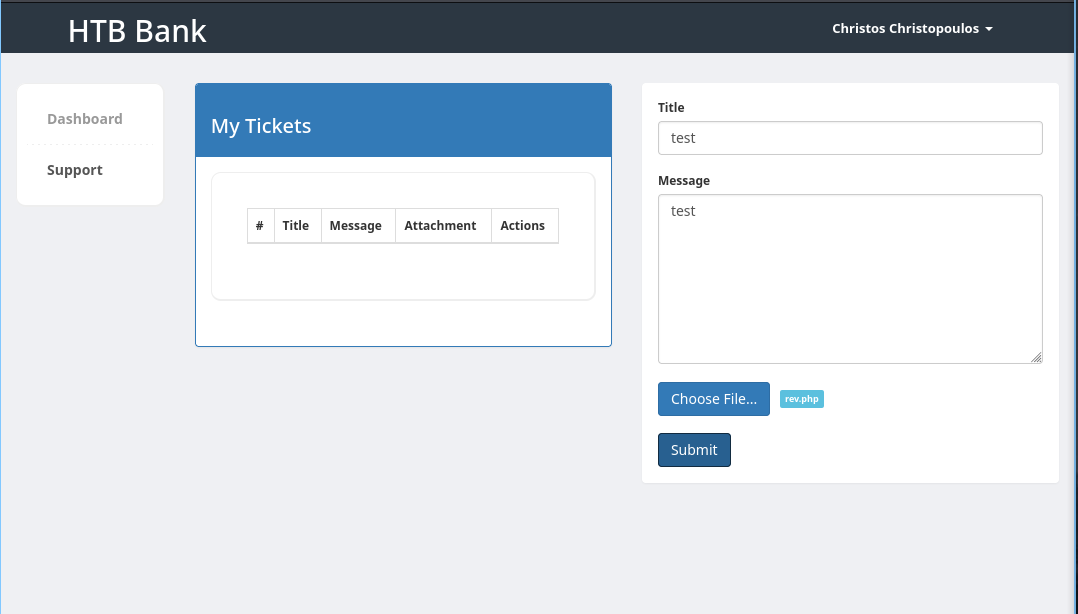 HTB Bank
Christos Christopoulos
Dashboard
Support
My Tickets
# Title Message Attachment Actions
Title
test
Message
test
Choose File...
rev.php
Submit